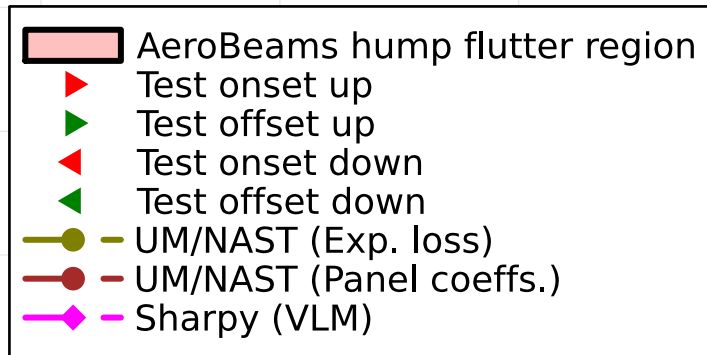 AeroBeams hump flutter region
Test onset up
Test offset up
Test onset down
Test offset down
UM/NAST (Exp. loss)
UM/NAST (Panel coeffs.)
Sharpy (VLM)